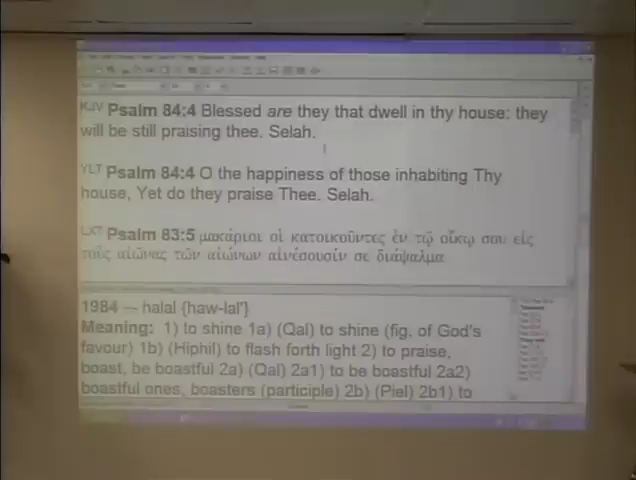 KJV Psalm 84:4 Blessed are they that dwell in thy house: they
will be still praising thee. Selah.
YLT Psalm 84:4 O the happiness of those inhabiting Thy
house, Yet do they praise Thee. Selah.
LXT Psalm 83:5 μακάριοι οἱ κατοικοῦντες ἐν τῷ οἴκῳ σου εἰς
τοὺς αἰῶνας τῶν αἰώνων αἰνέσουσίν σε διάψαλμα
1984 — halal {haw-lal'}
Meaning: 1) to shine 1a) (Qal) to shine (fig. of God's
favour) 1b) (Hiphil) to flash forth light 2) to praise,
boast, be boastful 2a) (Qal) 2a1) to be boastful 2a2)
boastful ones, boasters (participle) 2b) (Piel) 2b1) to